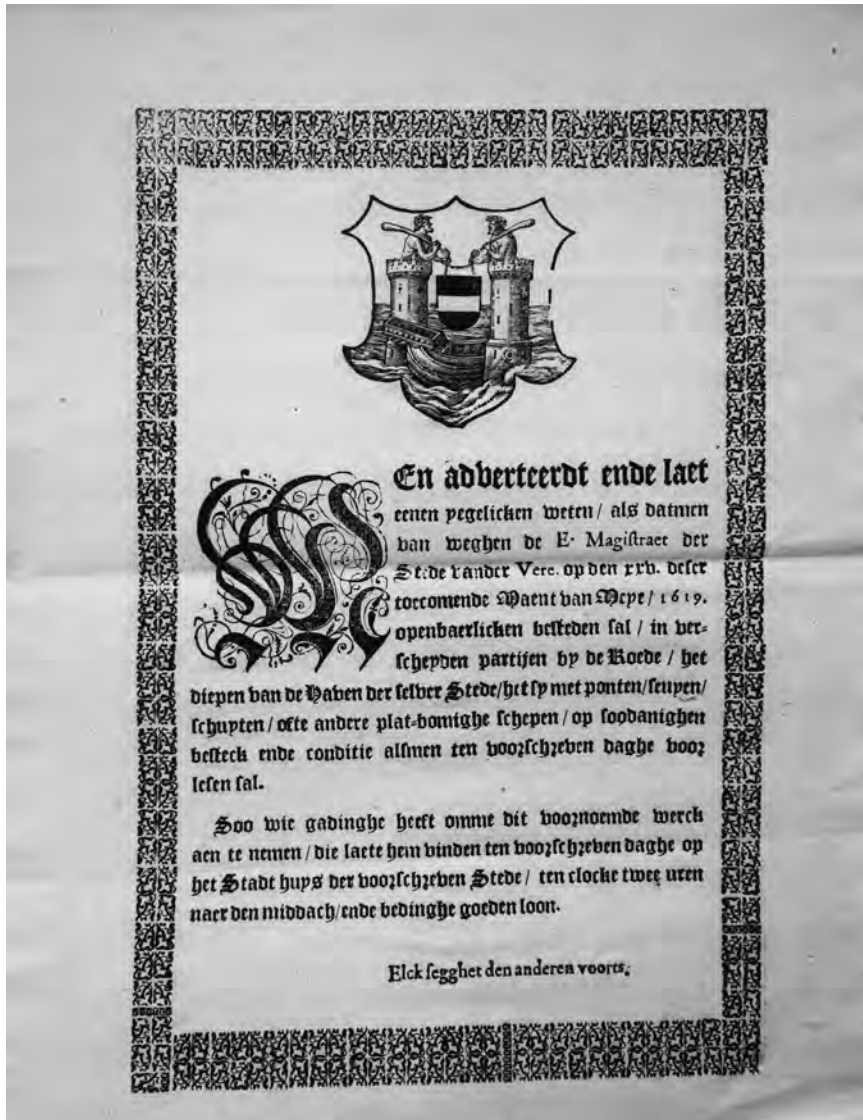 MEn adverteerdt ende laet
eenen yegelicken weten / als datmen
van weghen de E. Magistraet der
Stede vander Vere. op den xxv. deser
toecomende Maent van Meye / 1619.
openbaerlicken besteden sal / in ver-
scheyden partijen by de Roede / het
diepen van de Haven der selver Stede/het sy met ponten/seupen/
schuyten / ofte andere plat-bomighe schepen / op soodanighen
besteck ende conditie alsmen ten voorschreven daghe voor
lesen sal.
Soo wie gadinghe heeft omme dit voornoemde werck
aen te nemen / die laete hem vinden ten voorschreven daghe op
het Stadt huys der voorschreven Stede / ten clocke twee uren
naer den middach/ende bedinghe goeden loon.
Elck segghet den anderen voorts.